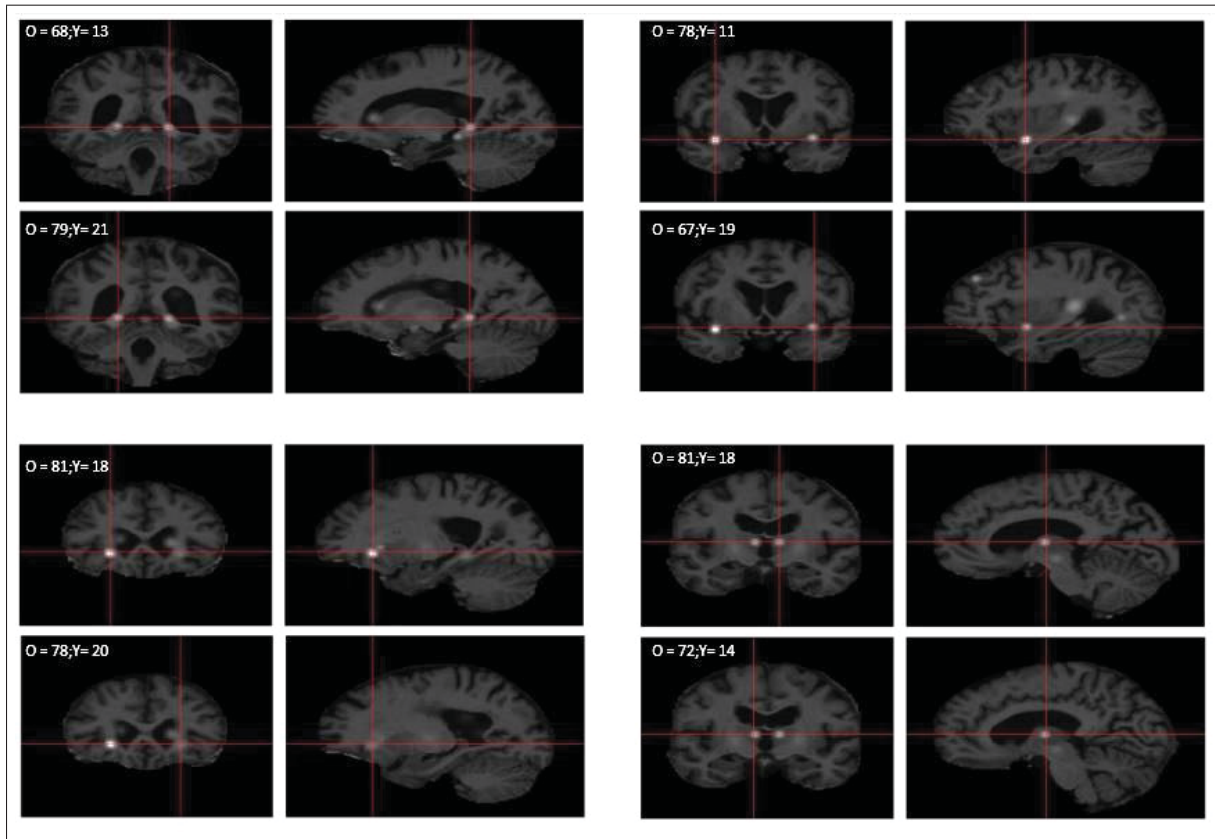 O = 68;Y= 13
O = 78;Y= 11
O = 79;Y= 21
O = 67;Y= 19
O = 81;Y= 18
O = 81;Y= 18
O = 78;Y= 20
O = 72;Y= 14